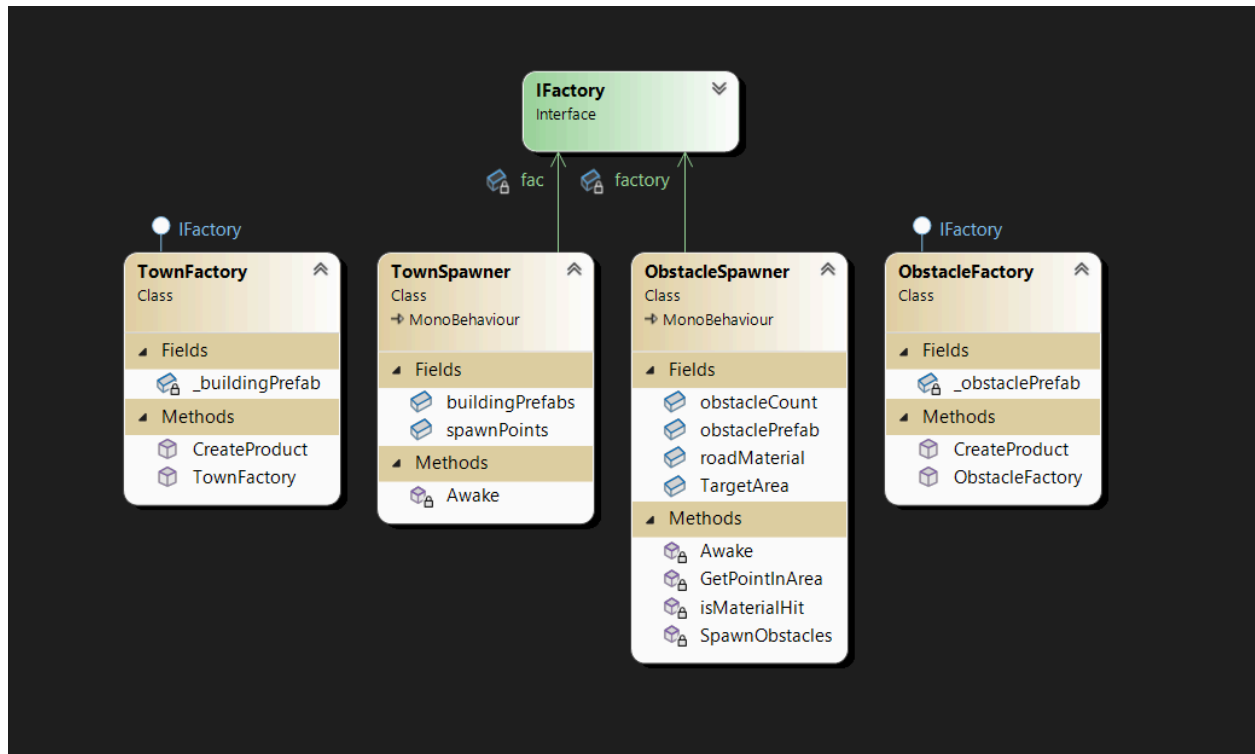 IFactory
Interface
fac
factory
IFactory
TownFactory
Class
Fields
_buildingPrefab
Methods
CreateProduct
TownFactory
TownSpawner
Class
MonoBehaviour
Fields
buildingPrefabs
spawnPoints
Methods
Awake
ObstacleSpawner
Class
MonoBehaviour
Fields
obstacleCount
obstaclePrefab
roadMaterial
TargetArea
Methods
Awake
GetPointInArea
isMaterialHit
SpawnObstacles
IFactory
ObstacleFactory
Class
Fields
_obstaclePrefab
Methods
CreateProduct
ObstacleFactory